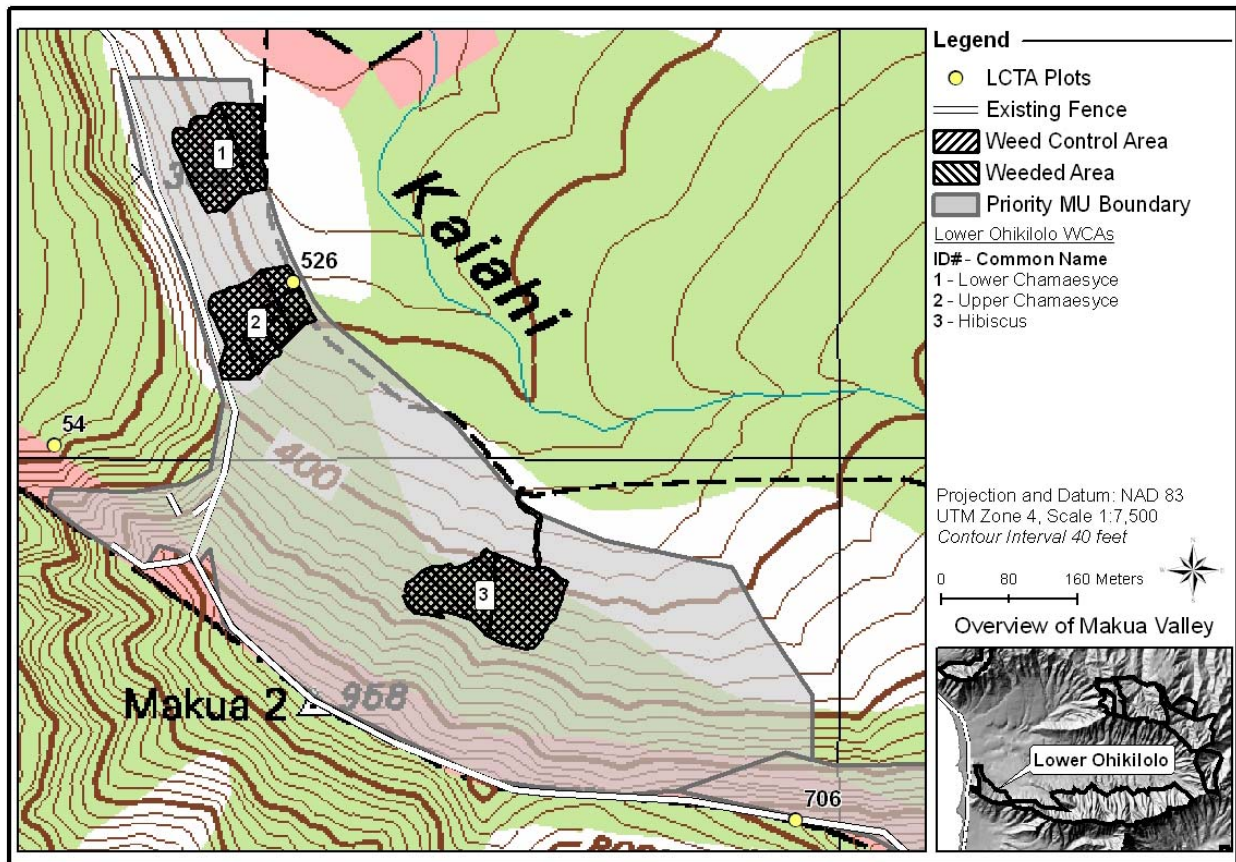 1
526
2
54
400
3
Kaiahi
Makua 2
968
706
Legend
LCTA Plots
Existing Fence
Weed Control Area
Weeded Area
Priority MU Boundary
Lower Ohikilolo WCAs
ID# - Common Name
1 - Lower Chamaesyce
2 - Upper Chamaesyce
3 - Hibiscus
Projection and Datum: NAD 83
UTM Zone 4, Scale 1:7,500
Contour Interval 40 feet
0 80 160 Meters
Overview of Makua Valley
Lower Ohikilolo